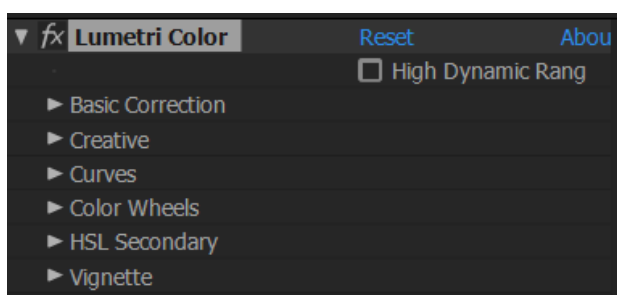 fx Lumetri Color Reset Abou
High Dynamic Rang
Basic Correction
Creative
Curves
Color Wheels
HSL Secondary
Vignette